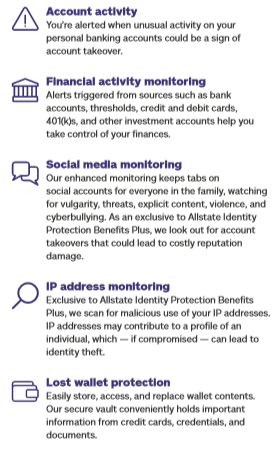 Account activity
You're alerted when unusual activity on your
personal banking accounts could be a sign of
account takeover.
Financial activity monitoring
Alerts triggered from sources such as bank
accounts, thresholds, credit and debit cards,
401(k)s, and other investment accounts help you
take control of your finances.
Social media monitoring
Our enhanced monitoring keeps tabs on
social accounts for everyone in the family, watching
for vulgarity, threats, explicit content, violence, and
cyberbullying. As an exclusive to Allstate Identity
Protection Benefits Plus, we look out for account
takeovers that could lead to costly reputation
damage.
IP address monitoring
Exclusive to Allstate Identity Protection Benefits
Plus, we scan for malicious use of your IP addresses.
IP addresses may contribute to a profile of an
individual, which — if compromised — can lead to
identity theft.
Lost wallet protection
Easily store, access, and replace wallet contents.
Our secure vault conveniently holds important
information from credit cards, credentials, and
documents.